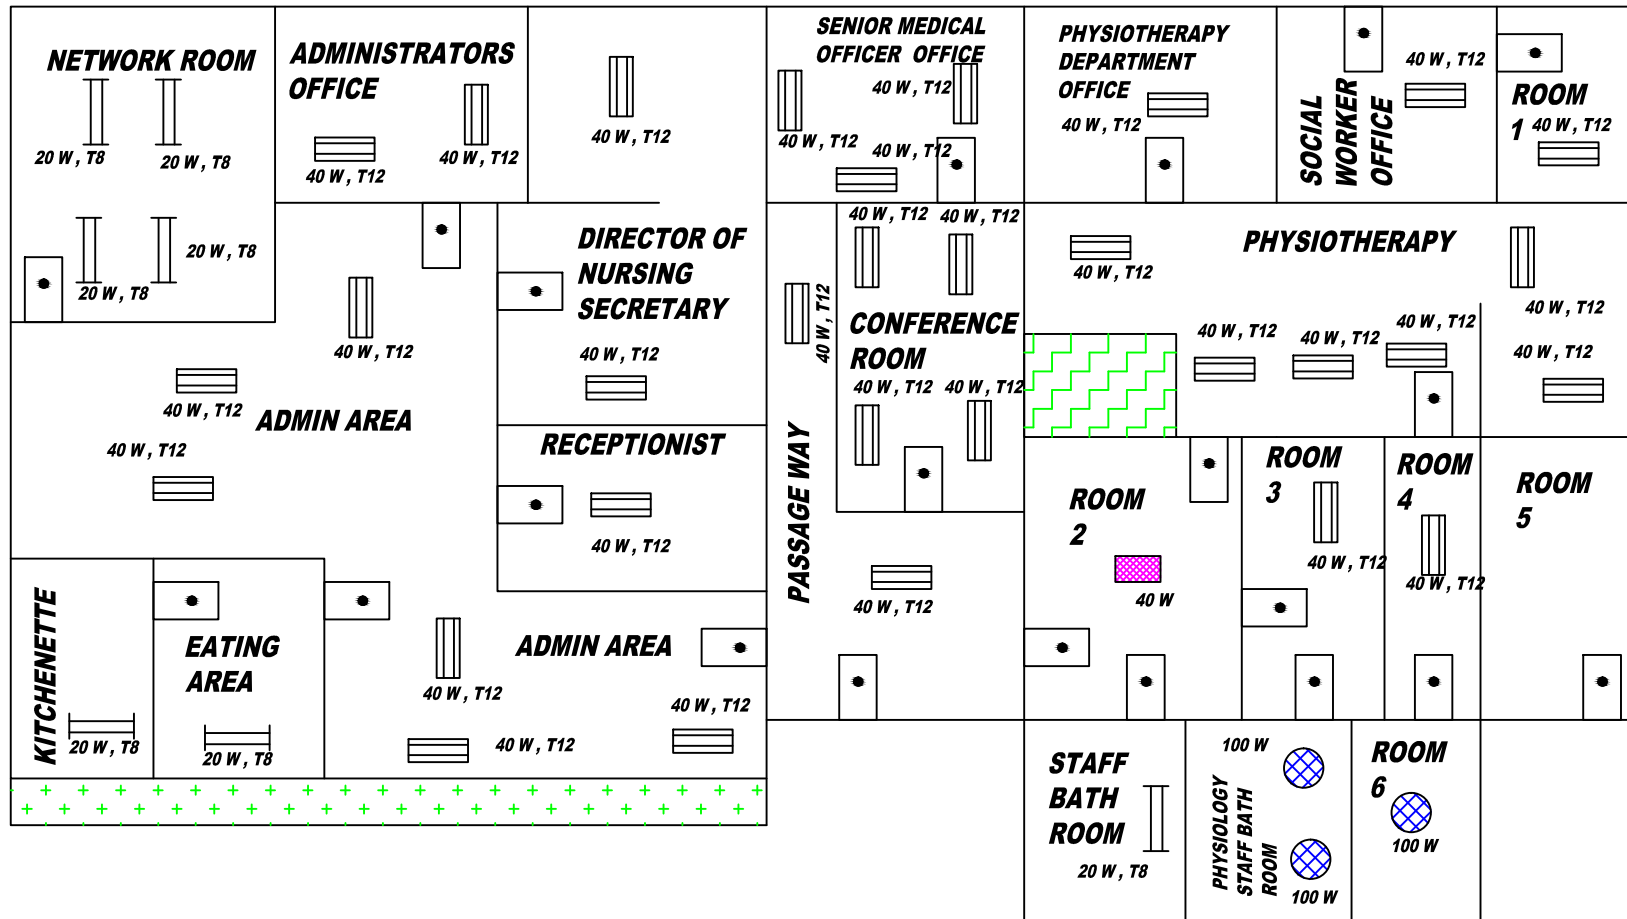 NETWORK ROOM
20 W , T8
20 W , T8
20 W , T8
20 W , T8
ADMINISTRATORS
OFFICE
40 W , T12
40 W , T12
40 W , T12
SENIOR MEDICAL
OFFICER OFFICE
40 W , T12
40 W , T12
40 W , T12
PHYSIOTHERAPY
DEPARTMENT
OFFICE
40 W , T12
SOCIAL
WORKER
OFFICE
40 W , T12
ROOM
1
40 W , T12
DIRECTOR OF
NURSING
SECRETARY
40 W , T12
ADMIN AREA
40 W , T12
40 W , T12
40 W , T12
RECEPTIONIST
40 W , T12
PASSAGE WAY
40 W , T12
40 W , T12
CONFERENCE
ROOM
40 W , T12
40 W , T12
40 W , T12
40 W , T12
PHYSIOTHERAPY
40 W , T12
40 W , T12
40 W , T12
40 W , T12
40 W , T12
40 W , T12
ROOM
2
40 W
ROOM
3
40 W , T12
ROOM
4
40 W , T12
ROOM
5
KITCHENETTE
20 W , T8
EATING
AREA
20 W , T8
ADMIN AREA
40 W , T12
40 W , T12
40 W , T12
STAFF
BATH
ROOM
20 W , T8
PHYSIOLOGY
STAFF BATH
ROOM
100 W
100 W
ROOM
6
100 W